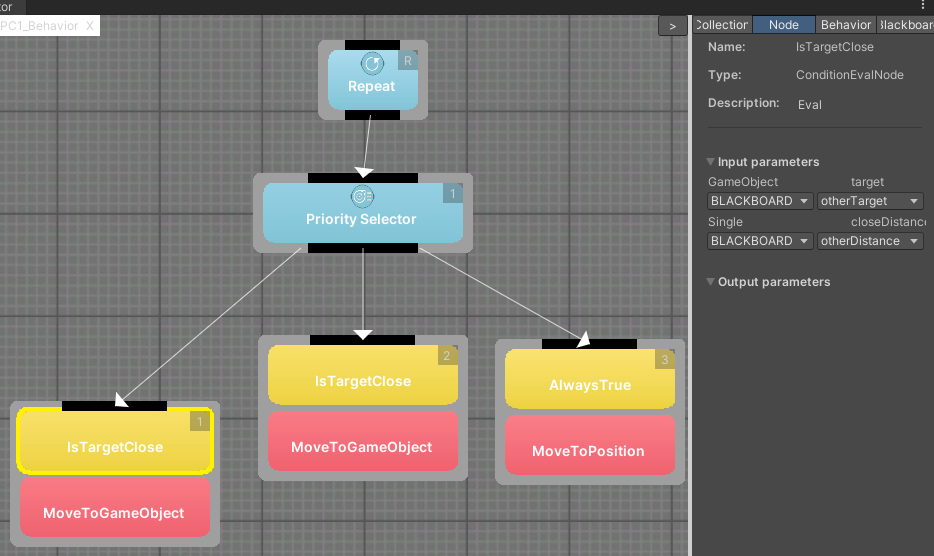 tor
PC1_Behavior X
>
Collection Node Behavior Blackboard
Name: IsTargetClose
Type: ConditionEvalNode
Description: Eval
Input parameters
GameObject target
BLACKBOARD otherTarget
Single closeDistance
BLACKBOARD otherDistance
Output parameters
R
Repeat
1
Priority Selector
1
IsTargetClose
MoveToGameObject
2
IsTargetClose
MoveToGameObject
3
AlwaysTrue
MoveToPosition